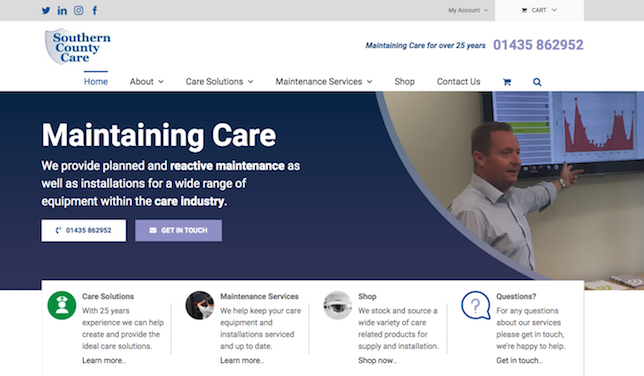 My Account
CART
Southern
County
Care
Maintaining Care for over 25 years 01435 862952
Home About Care Solutions Maintenance Services Shop Contact Us
Maintaining Care
We provide planned and reactive maintenance as
well as installations for a wide range of
equipment within the care industry.
01435 862952
GET IN TOUCH
Care Solutions
With 25 years
experience we can help
create and provide the
ideal care solutions.
Learn more..
Maintenance Services
We help keep your care
equipment and
installations serviced
and up to date.
Learn more..
Shop
We stock and source a
wide variety of care
related products for
supply and installation.
Shop now..
Questions?
For any questions
about our services
please get in touch,
we're happy to help.
Get in touch..